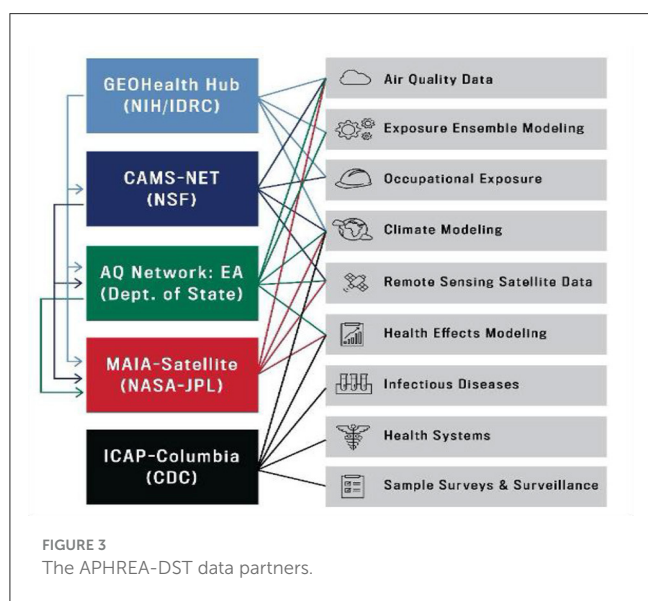 GEOHealth Hub
(NIH/IDRC)
CAMS-NET
(NSF)
AQ Network: EA
(Dept. of State)
MAIA-Satellite
(NASA-JPL)
ICAP-Columbia
(CDC)
Air Quality Data
Exposure Ensemble Modeling
Occupational Exposure
Climate Modeling
Remote Sensing Satellite Data
Health Effects Modeling
Infectious Diseases
Health Systems
Sample Surveys & Surveillance
FIGURE 3
The APHREA-DST data partners.